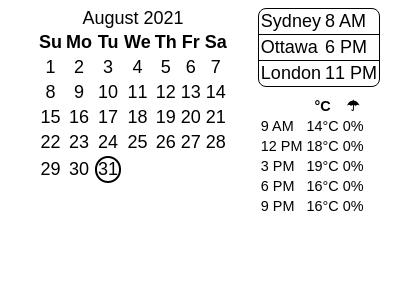 August 2021
Su Mo Tu We Th Fr Sa
1 2 3 4 5 6 7
8 9 10 11 12 13 14
15 16 17 18 19 20 21
22 23 24 25 26 27 28
29 30 31
Sydney 8 AM
Ottawa 6 PM
London 11 PM
°C ☂
9 AM 14°C 0%
12 PM 18°C 0%
3 PM 19°C 0%
6 PM 16°C 0%
9 PM 16°C 0%